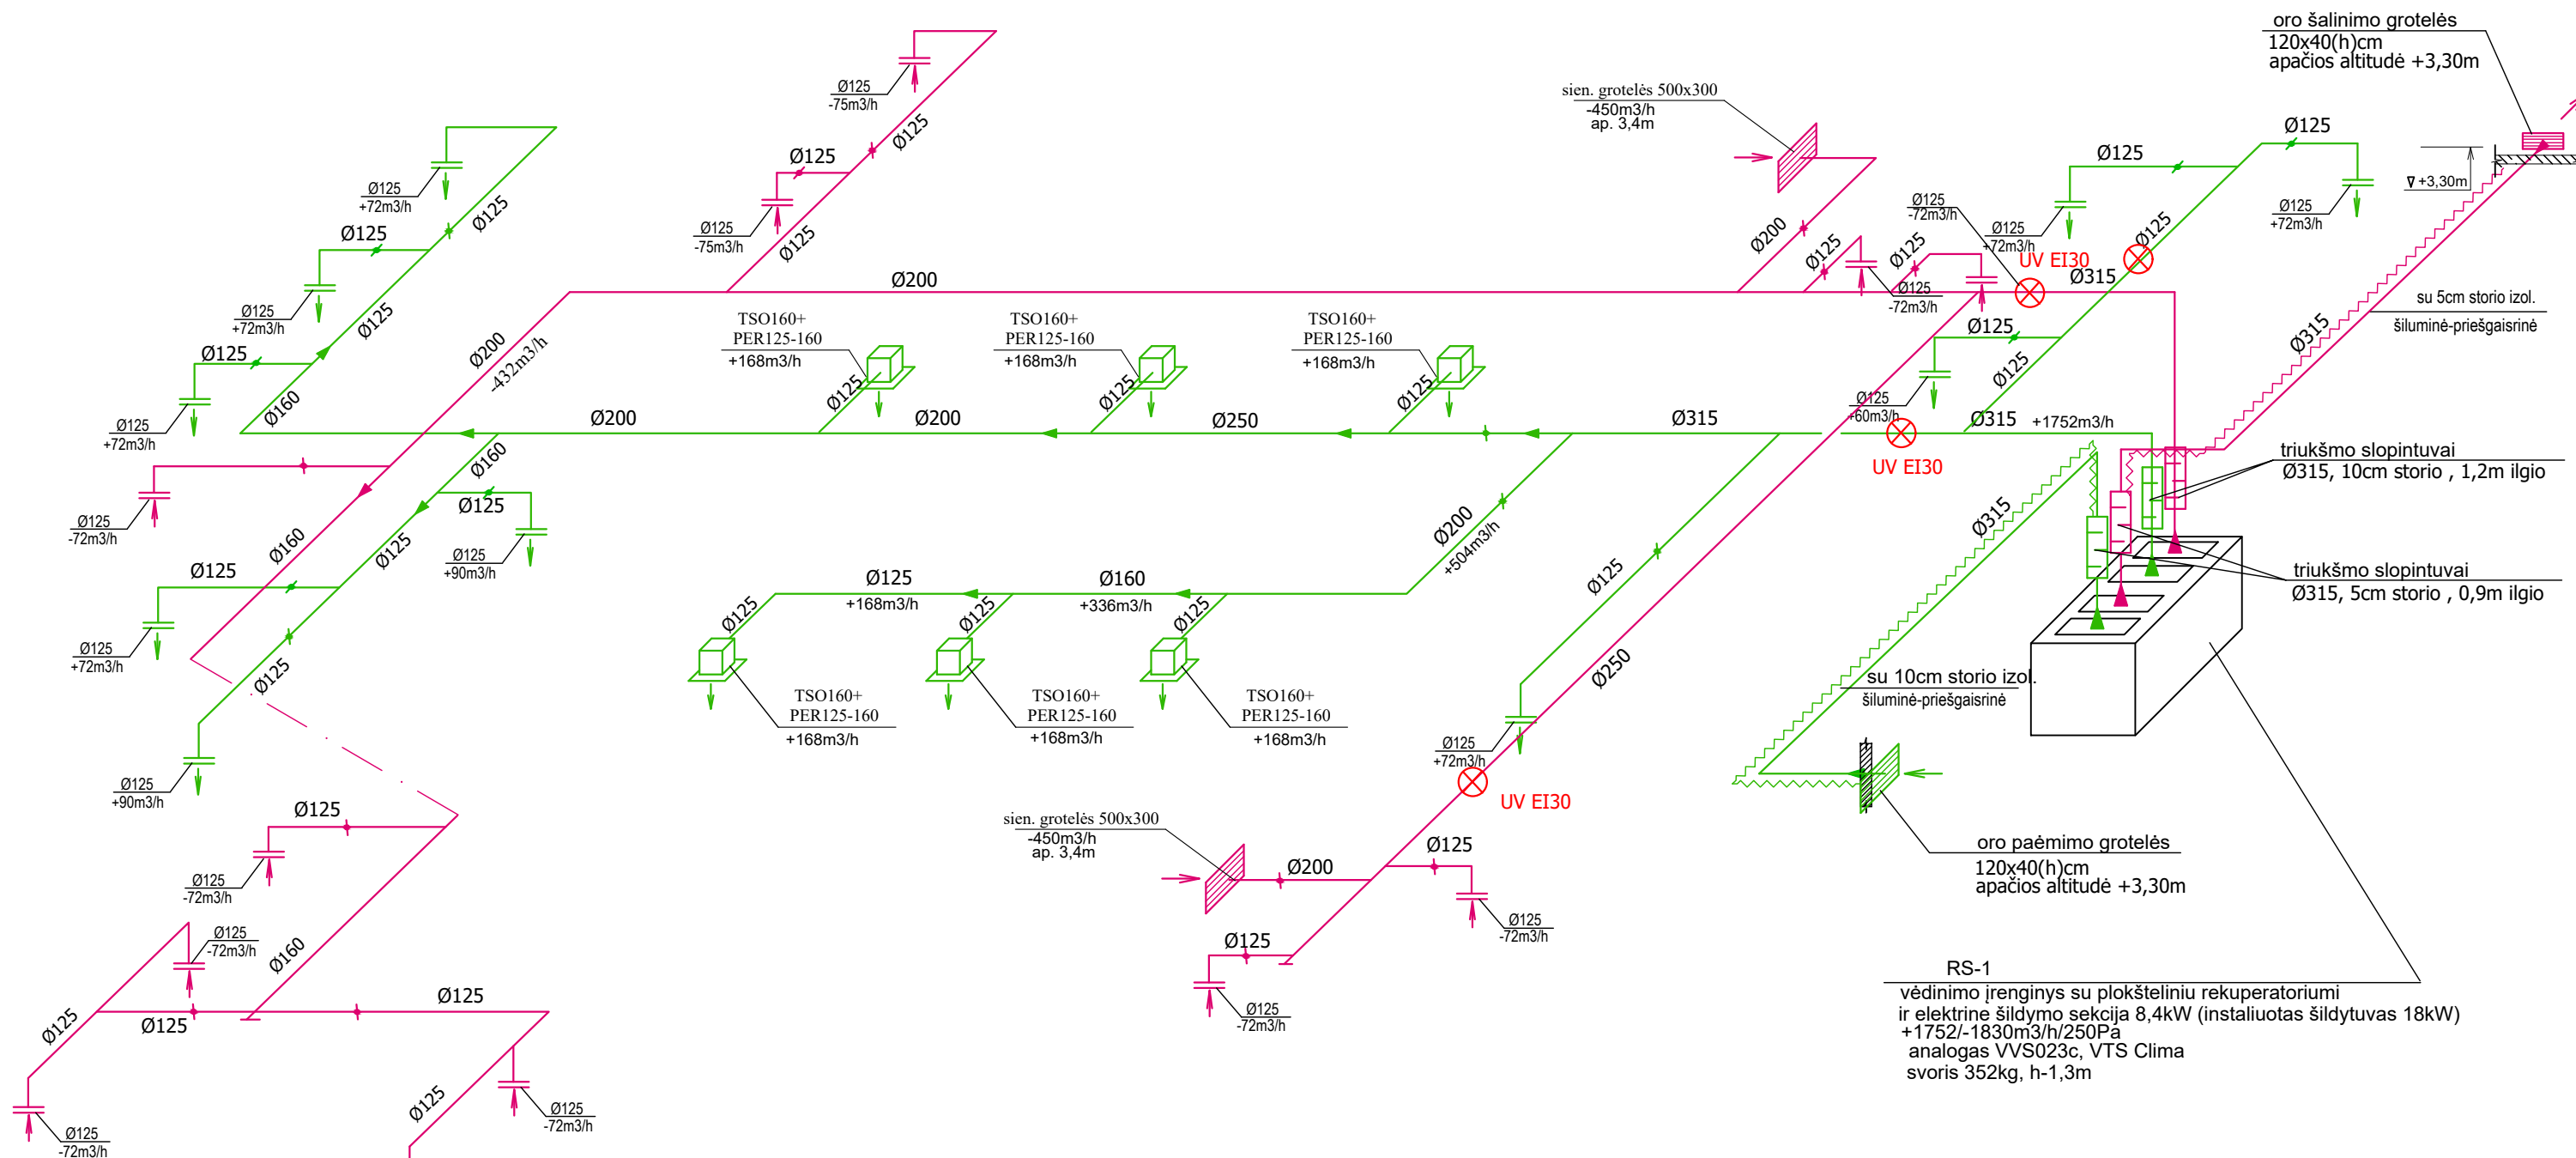 oro šalinimo grotelės
120x40(h)cm
apačios altitudė +3,30m
sien. grotelės 500x300
-450m3/h
ap. 3,4m
Ø125
-75m3/h
Ø125
Ø125
Ø125
-75m3/h
Ø125
Ø125
+72m3/h
Ø125
Ø125
Ø125
+72m3/h
Ø125
Ø125
Ø125
+72m3/h
Ø160
Ø200
-432m3/h
Ø200
Ø200
Ø125
Ø125
Ø125
-72m3/h
Ø125
-72m3/h
Ø125
+72m3/h
Ø125
Ø125
Ø125
+72m3/h
Ø125
UV EI30
Ø315
∇ +3,30m
su 5cm storio izol.
šiluminė-priešgaisrinė
Ø315
TSO160+
PER125-160
+168m3/h
Ø125
TSO160+
PER125-160
+168m3/h
Ø125
TSO160+
PER125-160
+168m3/h
Ø125
Ø125
Ø125
Ø125
+60m3/h
Ø200
Ø200
Ø250
Ø315
Ø315
+1752m3/h
UV EI30
triukšmo slopintuvai
Ø315, 10cm storio , 1,2m ilgio
triukšmo slopintuvai
Ø315, 5cm storio , 0,9m ilgio
Ø315
Ø160
Ø125
Ø125
+90m3/h
Ø125
-72m3/h
Ø160
Ø125
Ø125
Ø125
+72m3/h
Ø125
Ø125
+90m3/h
Ø200
+504m3/h
Ø125
+168m3/h
Ø160
+336m3/h
Ø125
Ø125
Ø125
TSO160+
PER125-160
+168m3/h
TSO160+
PER125-160
+168m3/h
TSO160+
PER125-160
+168m3/h
Ø125
Ø250
Ø125
+72m3/h
UV EI30
su 10cm storio izol.
šiluminė-priešgaisrinė
oro paėmimo grotelės
120x40(h)cm
apačios altitudė +3,30m
sien. grotelės 500x300
-450m3/h
ap. 3,4m
Ø200
Ø125
Ø125
-72m3/h
Ø125
Ø125
-72m3/h
Ø125
Ø125
-72m3/h
Ø125
-72m3/h
Ø160
Ø125
Ø125
Ø125
Ø125
-72m3/h
Ø125
Ø125
-72m3/h
RS-1
vėdinimo įrenginys su plokšteliniu rekuperatoriumi
ir elektrine šildymo sekcija 8,4kW (instaliuotas šildytuvas 18kW)
+1752/-1830m3/h/250Pa
analogas VVS023c, VTS Clima
svoris 352kg, h-1,3m